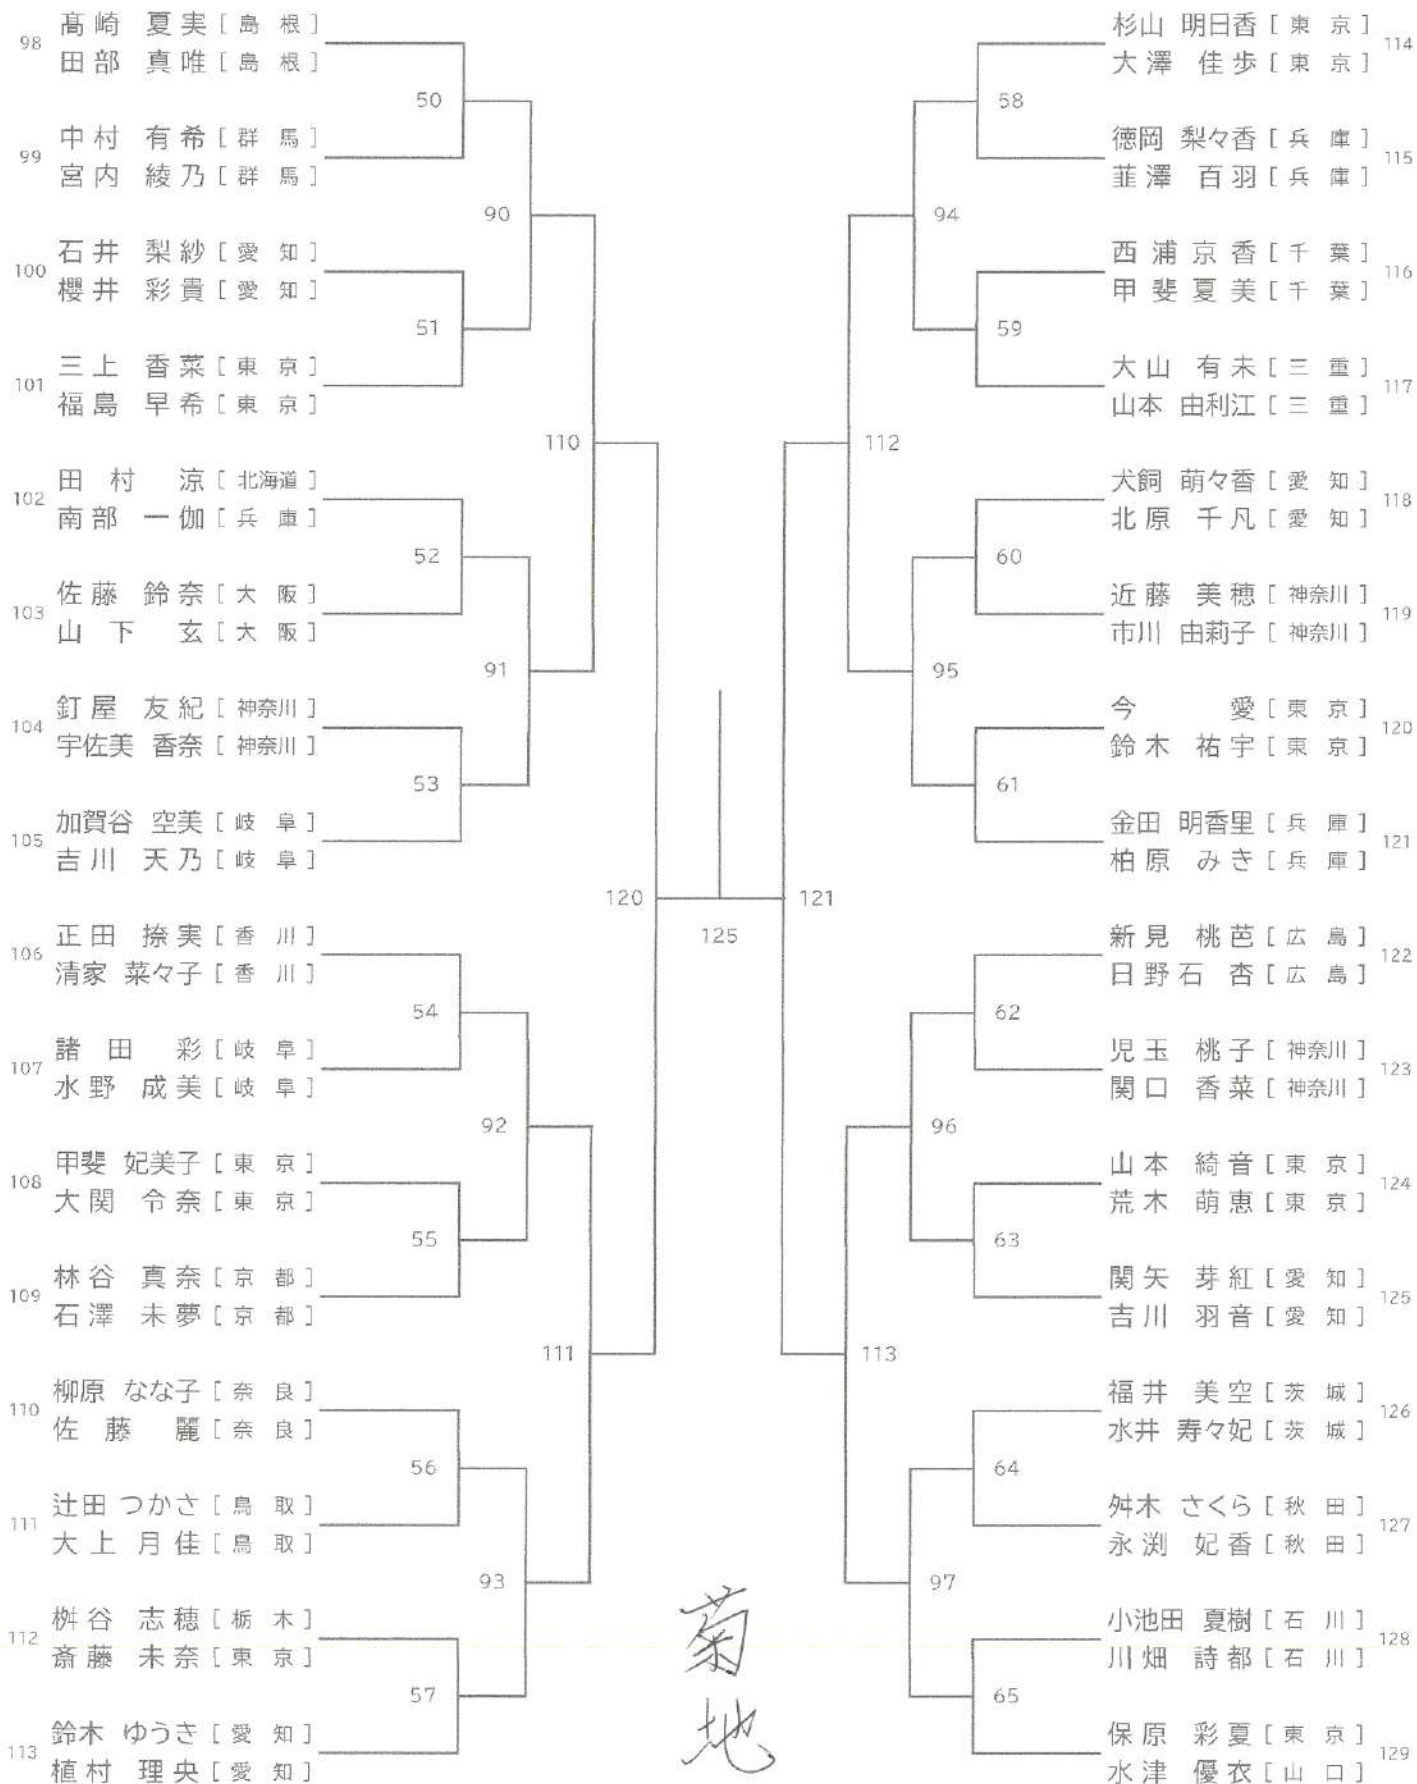 98
髙崎 夏実 [ 島 根 ]
田部 真唯 [ 島 根 ]
50
99
中村 有希 [ 群 馬 ]
宮内 綾乃 [ 群 馬 ]
90
100
石井 梨紗 [ 愛 知 ]
櫻井 彩貴 [ 愛 知 ]
51
101
三上 香菜 [ 東 京 ]
福島 早希 [ 東 京 ]
110
102
田村 涼 [ 北海道 ]
南部 一伽 [ 兵 庫 ]
52
103
佐藤 鈴奈 [ 大 阪 ]
山下 玄 [ 大 阪 ]
91
104
釘屋 友紀 [ 神奈川 ]
宇佐美 香奈 [ 神奈川 ]
53
105
加賀谷 空美 [ 岐 阜 ]
吉川 天乃 [ 岐 阜 ]
120
106
正田 捺実 [ 香 川 ]
清家 菜々子 [ 香 川 ]
54
107
諸田 彩 [ 岐 阜 ]
水野 成美 [ 岐 阜 ]
92
108
甲斐 妃美子 [ 東 京 ]
大関 令奈 [ 東 京 ]
55
109
林谷 真奈 [ 京 都 ]
石澤 未夢 [ 京 都 ]
111
110
柳原 なな子 [ 奈 良 ]
佐藤 麗 [ 奈 良 ]
56
111
辻田 つかさ [ 鳥 取 ]
大上 月佳 [ 鳥 取 ]
93
112
桝谷 志穂 [ 栃 木 ]
斎藤 未奈 [ 東 京 ]
57
113
鈴木 ゆうき [ 愛 知 ]
植村 理央 [ 愛 知 ]
125
菊
地
杉山 明日香 [ 東 京 ]
大澤 佳歩 [ 東 京 ]
114
58
徳岡 梨々香 [ 兵 庫 ]
韮澤 百羽 [ 兵 庫 ]
115
94
西浦 京香 [ 千 葉 ]
甲斐 夏美 [ 千 葉 ]
116
59
大山 有未 [ 三 重 ]
山本 由利江 [ 三 重 ]
117
112
犬飼 萌々香 [ 愛 知 ]
北原 千凡 [ 愛 知 ]
118
60
近藤 美穂 [ 神奈川 ]
市川 由莉子 [ 神奈川 ]
119
95
今 愛 [ 東 京 ]
鈴木 祐宇 [ 東 京 ]
120
61
金田 明香里 [ 兵 庫 ]
柏原 みき [ 兵 庫 ]
121
121
新見 桃芭 [ 広 島 ]
日野石 杏 [ 広 島 ]
122
62
児玉 桃子 [ 神奈川 ]
関口 香菜 [ 神奈川 ]
123
96
山本 綺音 [ 東 京 ]
荒木 萌恵 [ 東 京 ]
124
63
関矢 芽紅 [ 愛 知 ]
吉川 羽音 [ 愛 知 ]
125
113
福井 美空 [ 茨 城 ]
水井 寿々妃 [ 茨 城 ]
126
64
舛木 さくら [ 秋 田 ]
永渕 妃香 [ 秋 田 ]
127
97
小池田 夏樹 [ 石 川 ]
川畑 詩都 [ 石 川 ]
128
65
保原 彩夏 [ 東 京 ]
水津 優衣 [ 山 口 ]
129